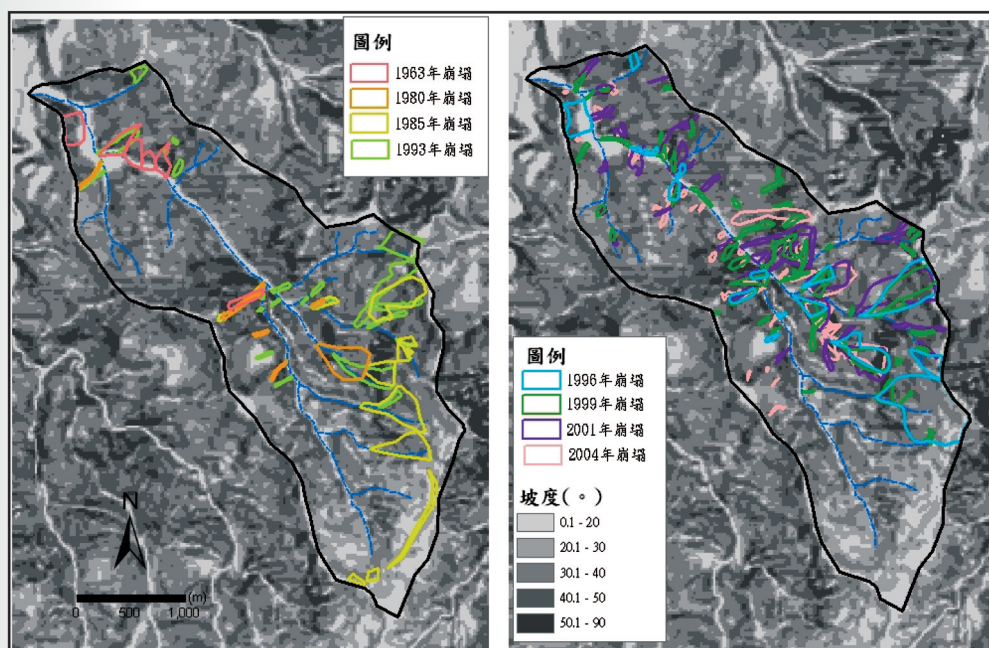 圖例
1963年崩塌
1980年崩塌
1985年崩塌
1993年崩塌
N
(m)
0 500 1,000
圖例
1996年崩塌
1999年崩塌
2001年崩塌
2004年崩塌
坡度(°)
0.1 - 20
20.1 - 30
30.1 - 40
40.1 - 50
50.1 - 90